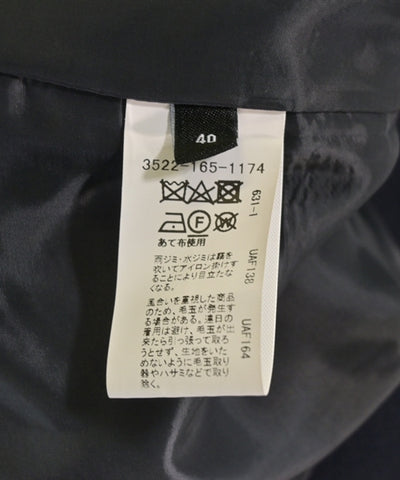 40
3522-165-1174
F W
あて布使用
雨ジミ・水ジミは霧を
吹いてアイロン掛けす
ることにより目立たな
くなる。
風合いを重視した商品
のため、毛玉が発生す
る場合がある。連日の
着用は避け、毛玉が出
来たら引っ張って取ろ
うとせず、生地をいた
めないように毛玉取り
器やハサミなどで取り
除く。
631-1
UAF138
UAF164